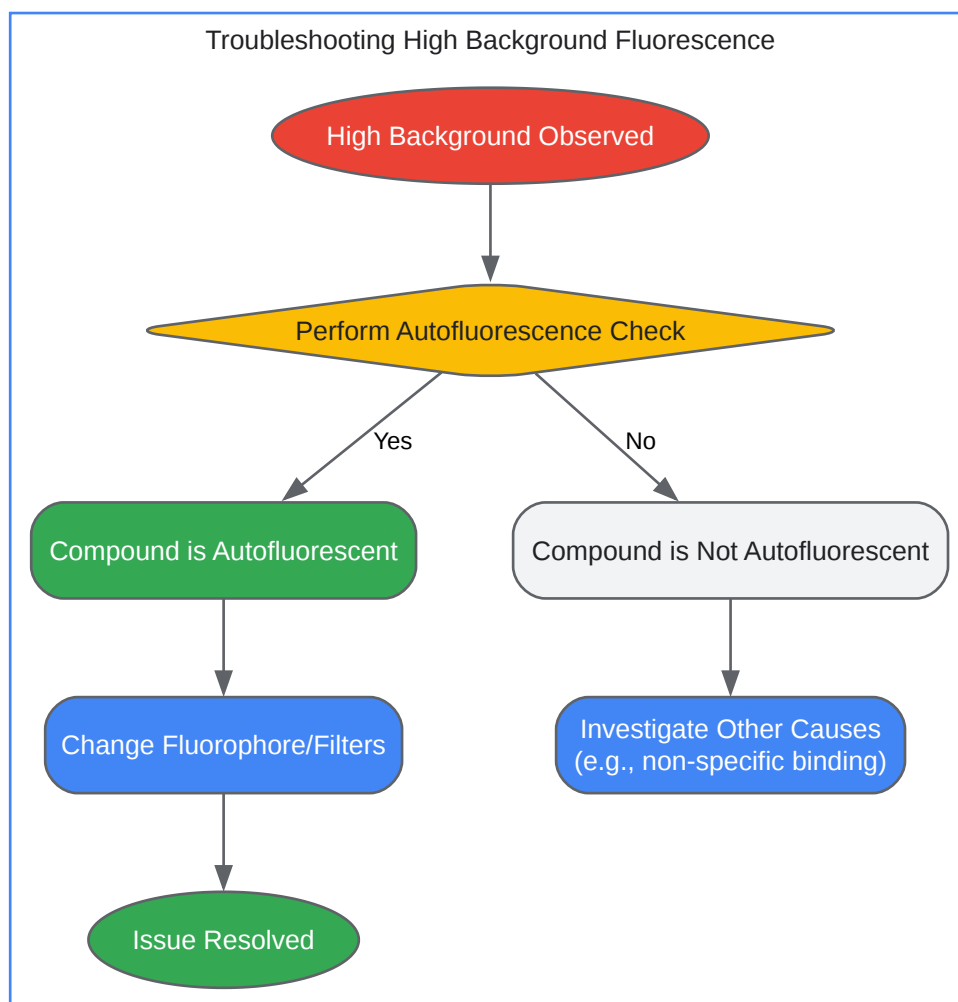 Troubleshooting High Background Fluorescence
High Background Observed
Perform Autofluorescence Check
Yes
No
Compound is Autofluorescent
Compound is Not Autofluorescent
Change Fluorophore/Filters
Investigate Other Causes
(e.g., non-specific binding)
Issue Resolved